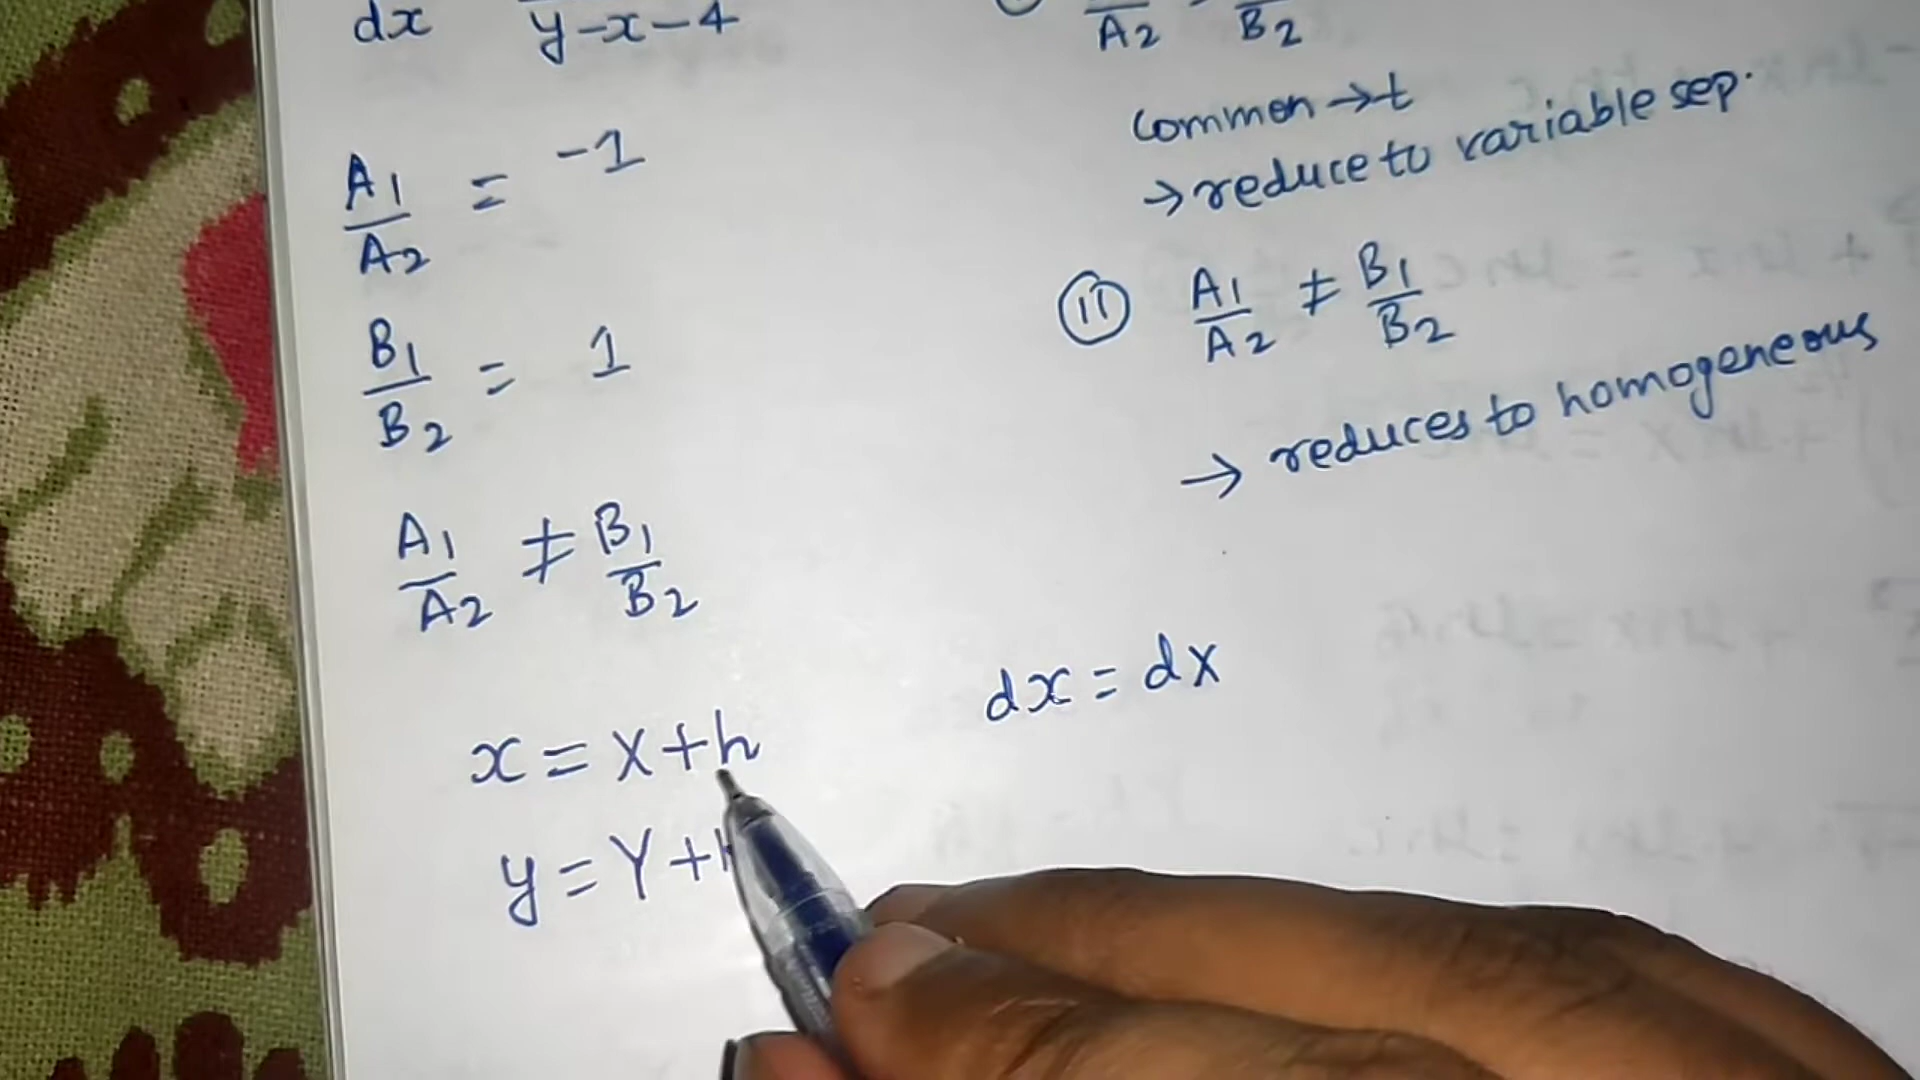 dx y-x-4
A1/A2 = -1
B1/B2 = 1
A1/A2 ≠ B1/B2
x = X+h
y = Y+
dx = dX
A2 B2
common → t
→ reduce to variable sep.
(ii) A1/A2 ≠ B1/B2
→ reduces to homogeneous